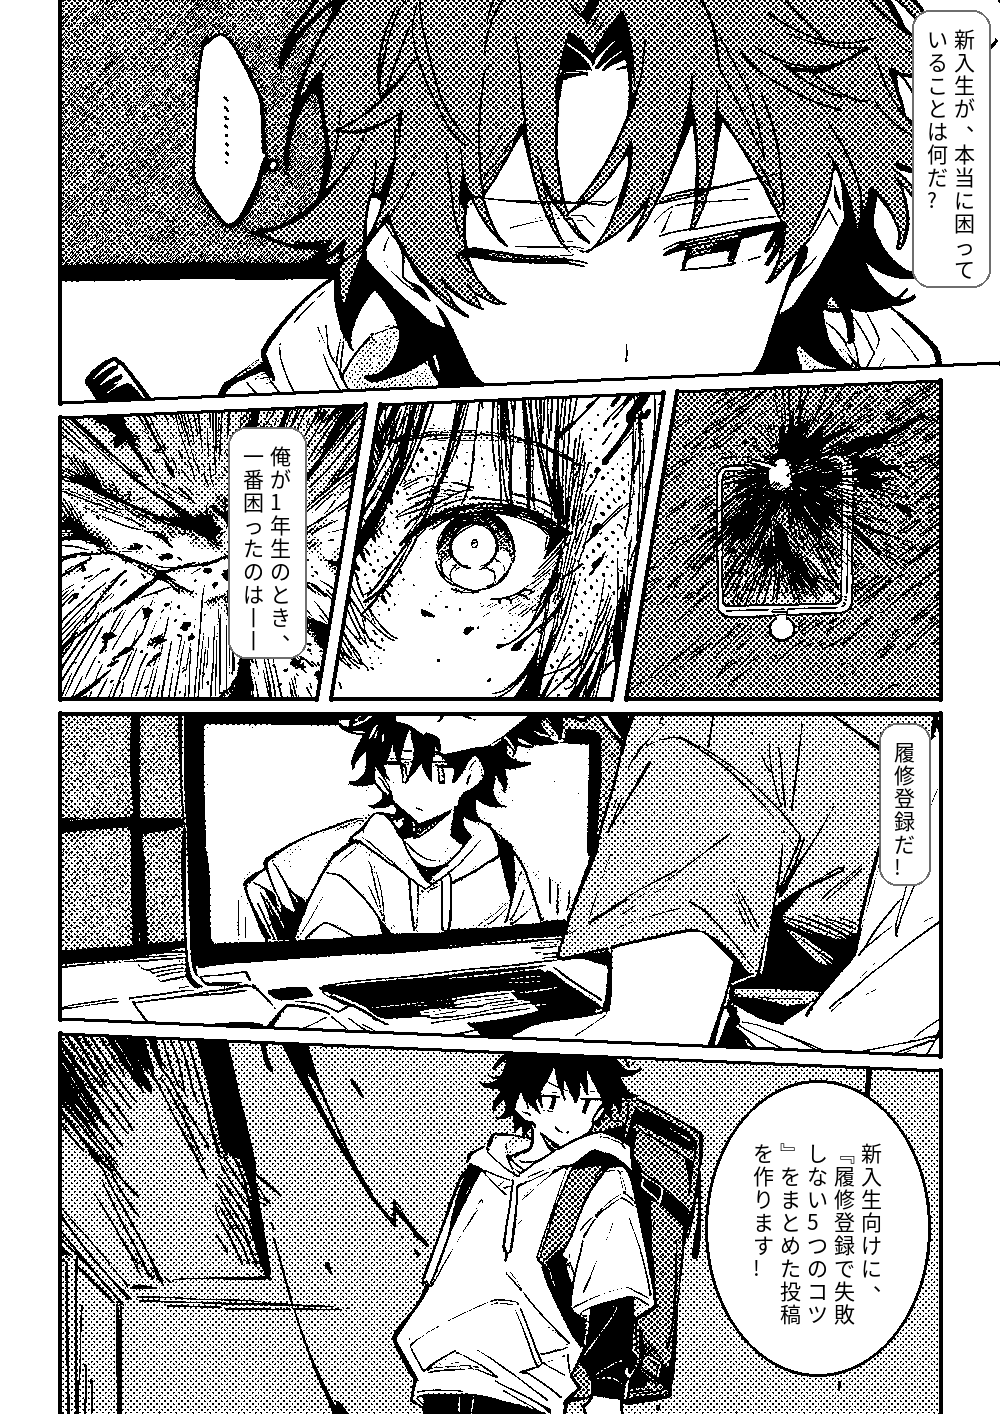 新入生が、本当に困って
いることは何だ?
………
俺が1年生のとき、
一番困ったのは――
履修登録だ!
新入生向けに、
『履修登録で失敗
しない5つのコツ
』をまとめた投稿
を作ります!